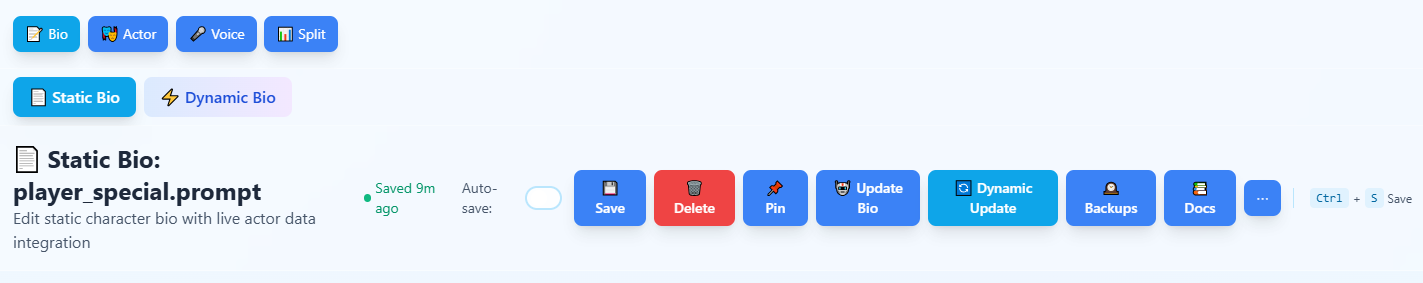 Bio
Actor
Voice
Split
Static Bio
Dynamic Bio
Static Bio:
player_special.prompt
Edit static character bio with live actor data
integration
Saved 9m
ago
Auto-
save:
Save
Delete
Pin
Update
Bio
Dynamic
Update
Backups
Docs
...
Ctrl + S Save